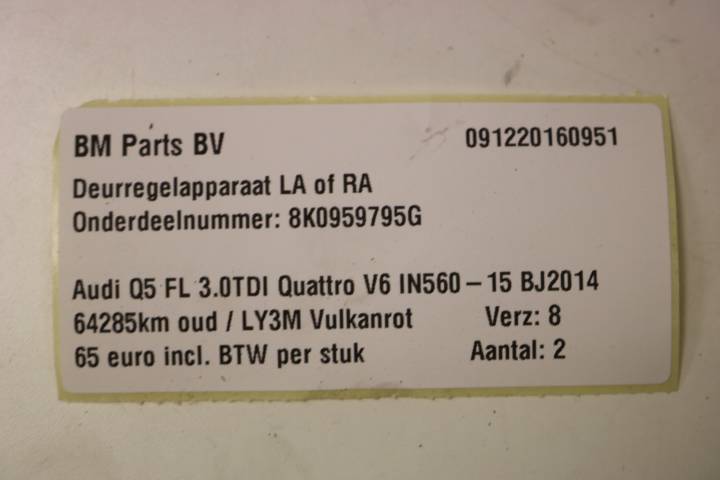 BM Parts BV 091220160951
Deurregelapparaat LA of RA
Onderdeelnummer: 8K0959795G
Audi Q5 FL 3.0TDI Quattro V6 IN560 – 15 BJ2014
64285km oud / LY3M Vulkanrot Verz: 8
65 euro incl. BTW per stuk Aantal: 2